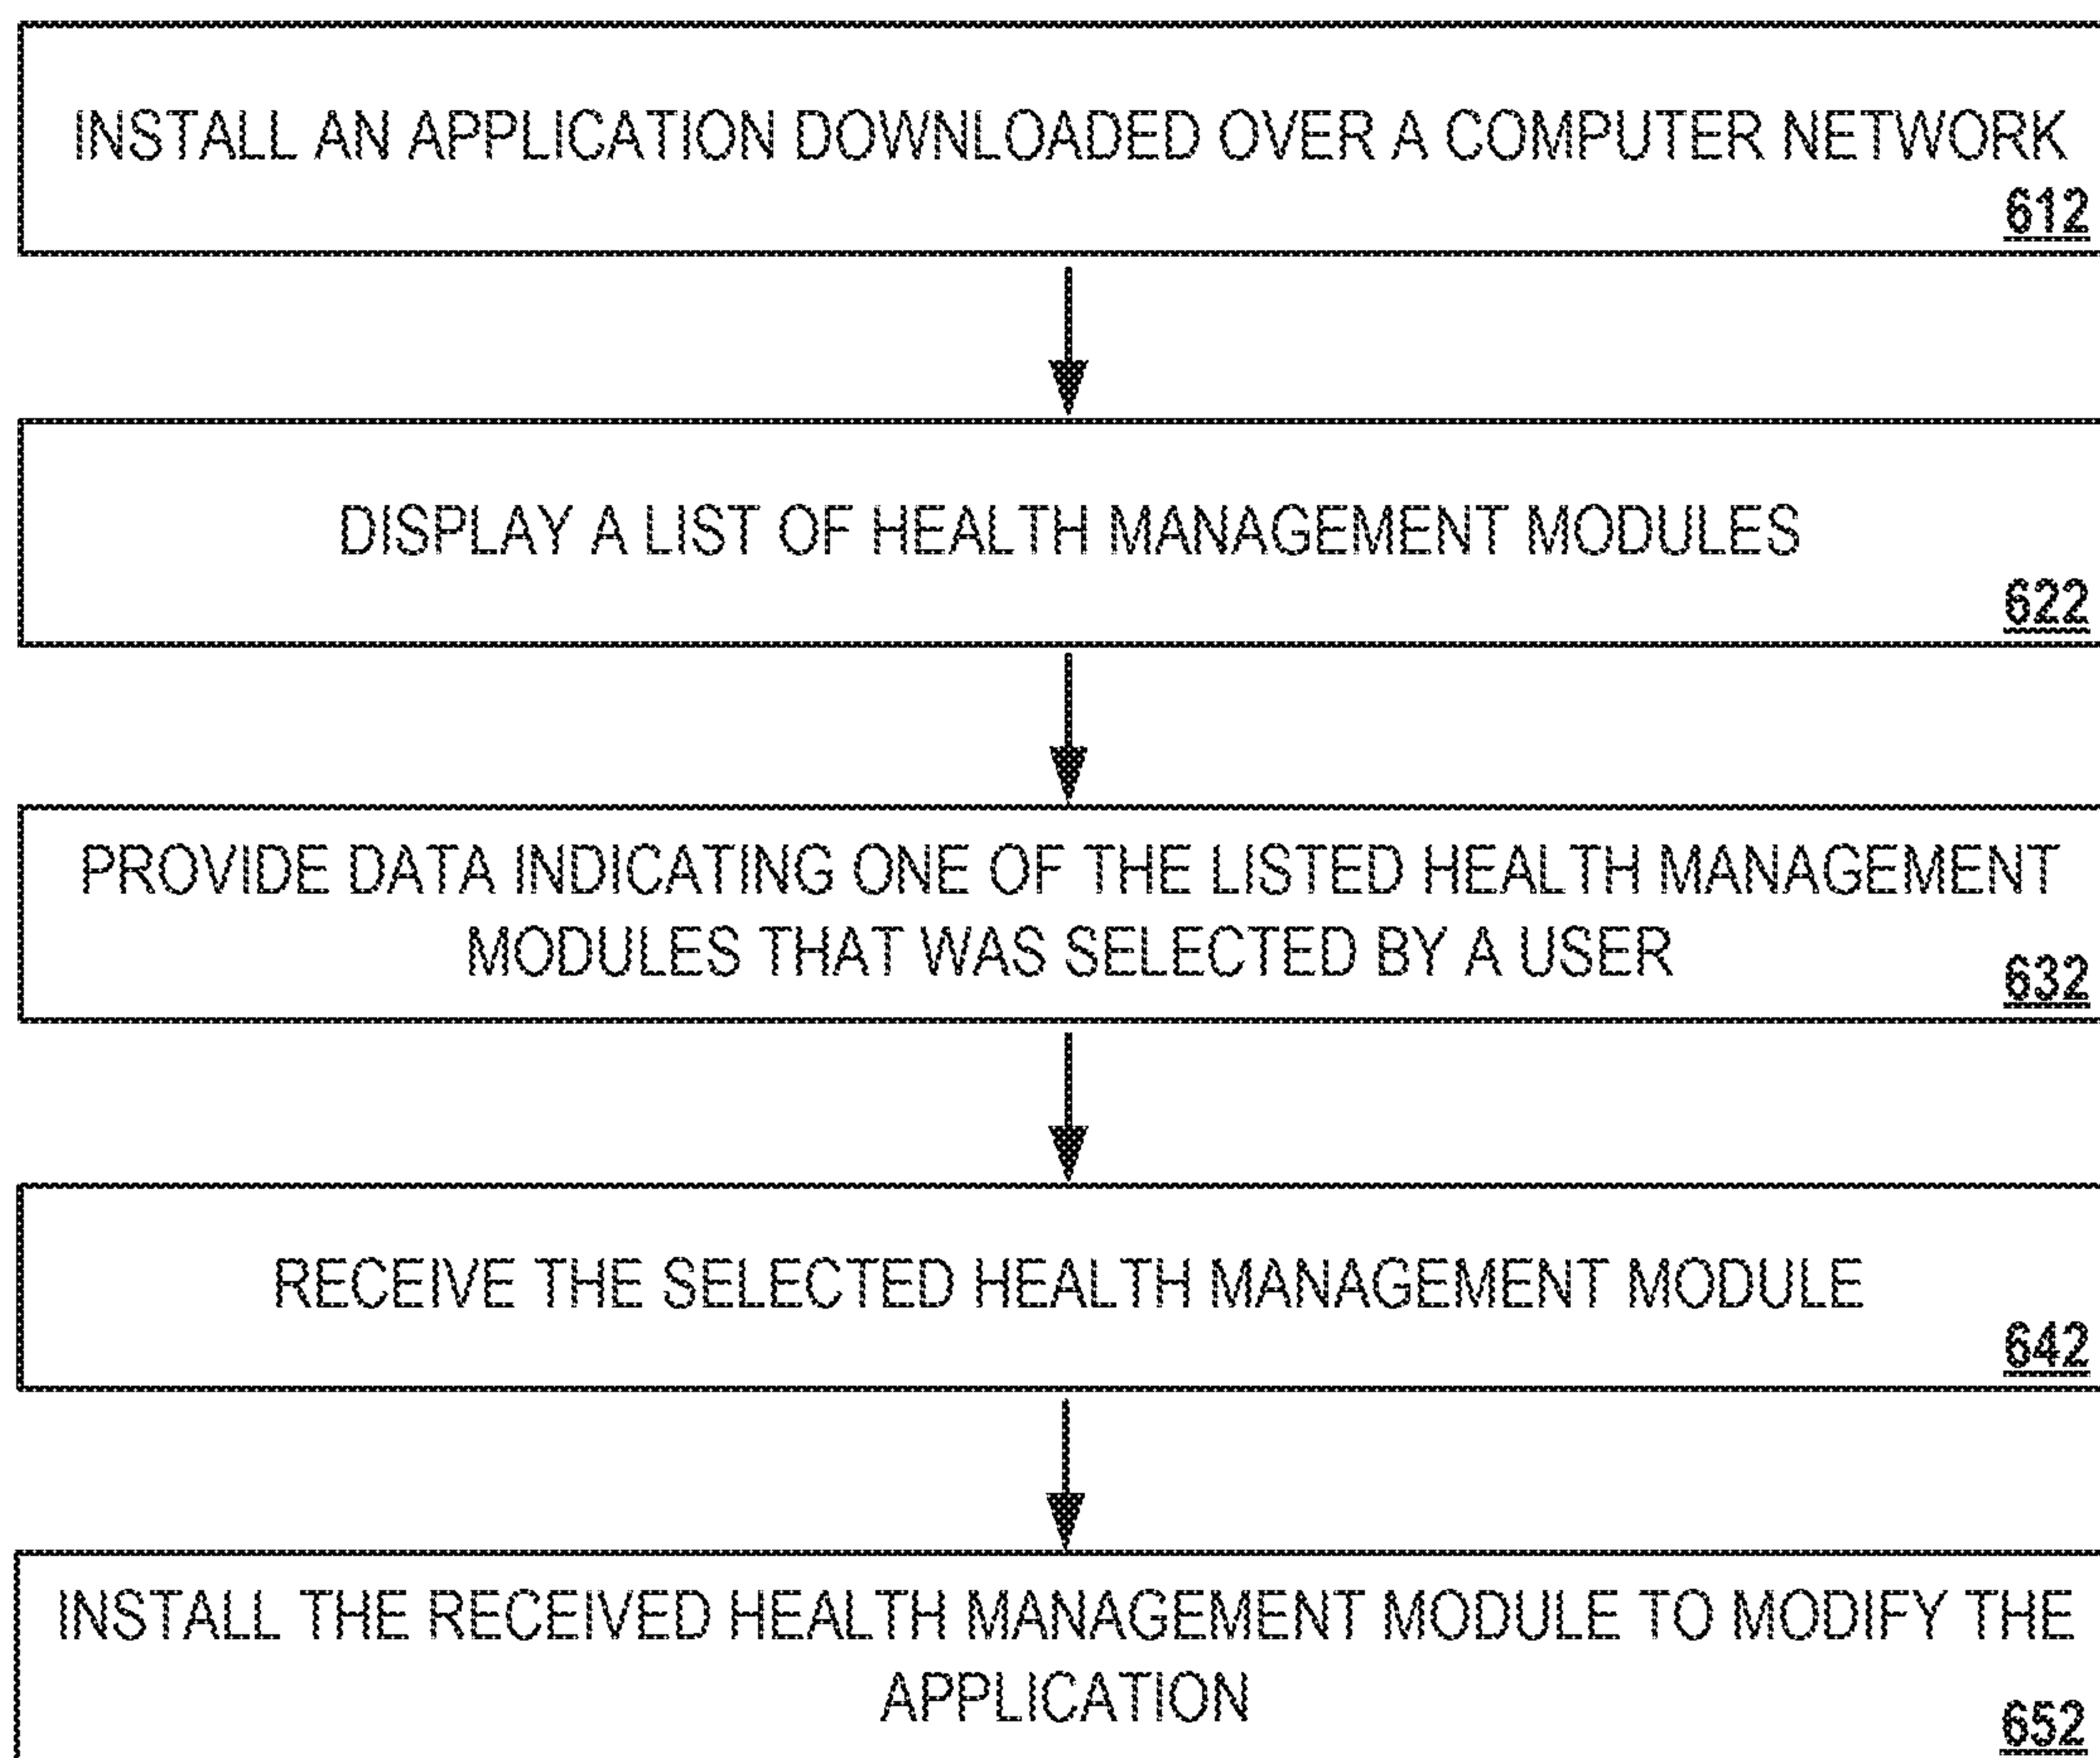 INSTALL AN APPLICATION DOWNLOADED OVER A COMPUTER NETWORK
612
DISPLAY A LIST OF HEALTH MANAGEMENT MODULES
622
PROVIDE DATA INDICATING ONE OF THE LISTED HEALTH MANAGEMENT
MODULES THAT WAS SELECTED BY A USER
632
RECEIVE THE SELECTED HEALTH MANAGEMENT MODULE
642
INSTALL THE RECEIVED HEALTH MANAGEMENT MODULE TO MODIFY THE
APPLICATION
652